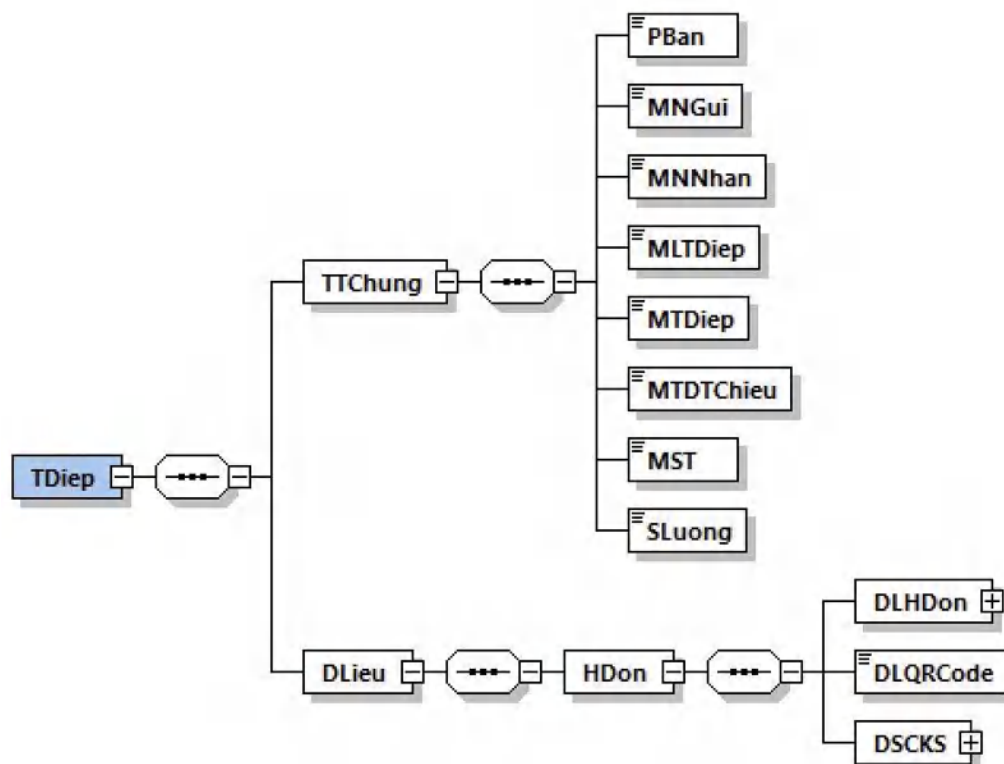 PBan
MNGui
MNNhan
MLTDiep
TTChung
MTDiep
MTDTChieu
MST
TDiep
SLuong
DLHDon
DLieu
HDon
DLQRCode
DSCKS